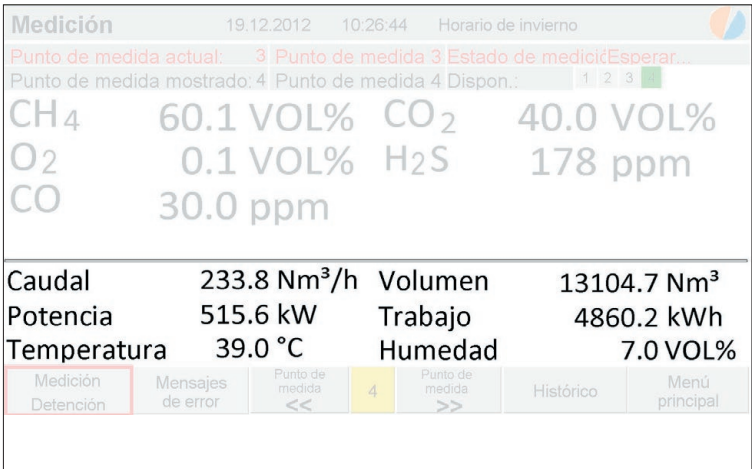 Medición 19.12.2012 10:26:44 Horario de invierno
Punto de medida actual: 3 Punto de medida 3 Estado de medicić Esperar...
Punto de medida mostrado: 4 Punto de medida 4 Dispon.: 1 2 3 4
CH4 60.1 VOL% CO2 40.0 VOL%
O2 0.1 VOL% H2S 178 ppm
CO 30.0 ppm
Caudal 233.8 Nm³/h Volumen 13104.7 Nm³
Potencia 515.6 kW Trabajo 4860.2 kWh
Temperatura 39.0 °C Humedad 7.0 VOL%
Medición Detención
Mensajes de error
Punto de medida <<
4
Punto de medida >>
Histórico
Menú principal